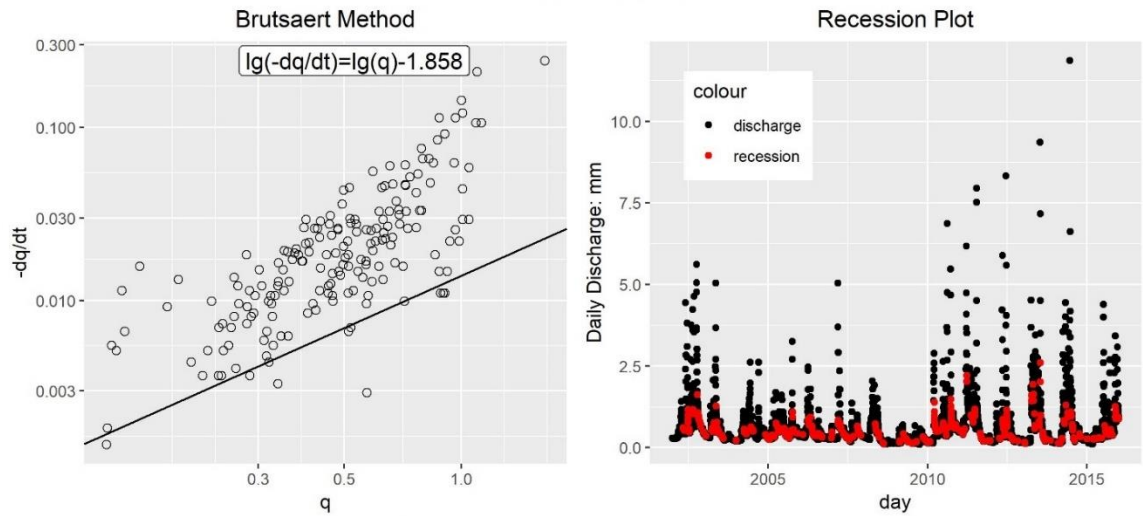 Brutsaert Method
lg(-dq/dt)=lg(q)-1.858
0.300
0.100
0.030
0.010
0.003
-dq/dt
0.3
0.5
1.0
q
Recession Plot
colour
discharge
recession
10.0
7.5
5.0
2.5
0.0
Daily Discharge: mm
2005
2010
2015
day